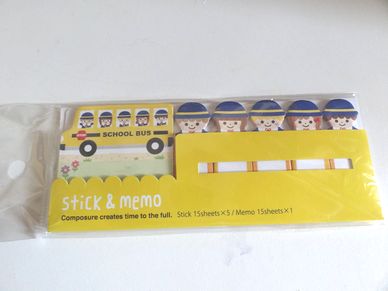 SCHOOL BUS
STiCK & MEMO
Composure creates time to the full. Stick 15sheets×5 / Memo 15sheets×1